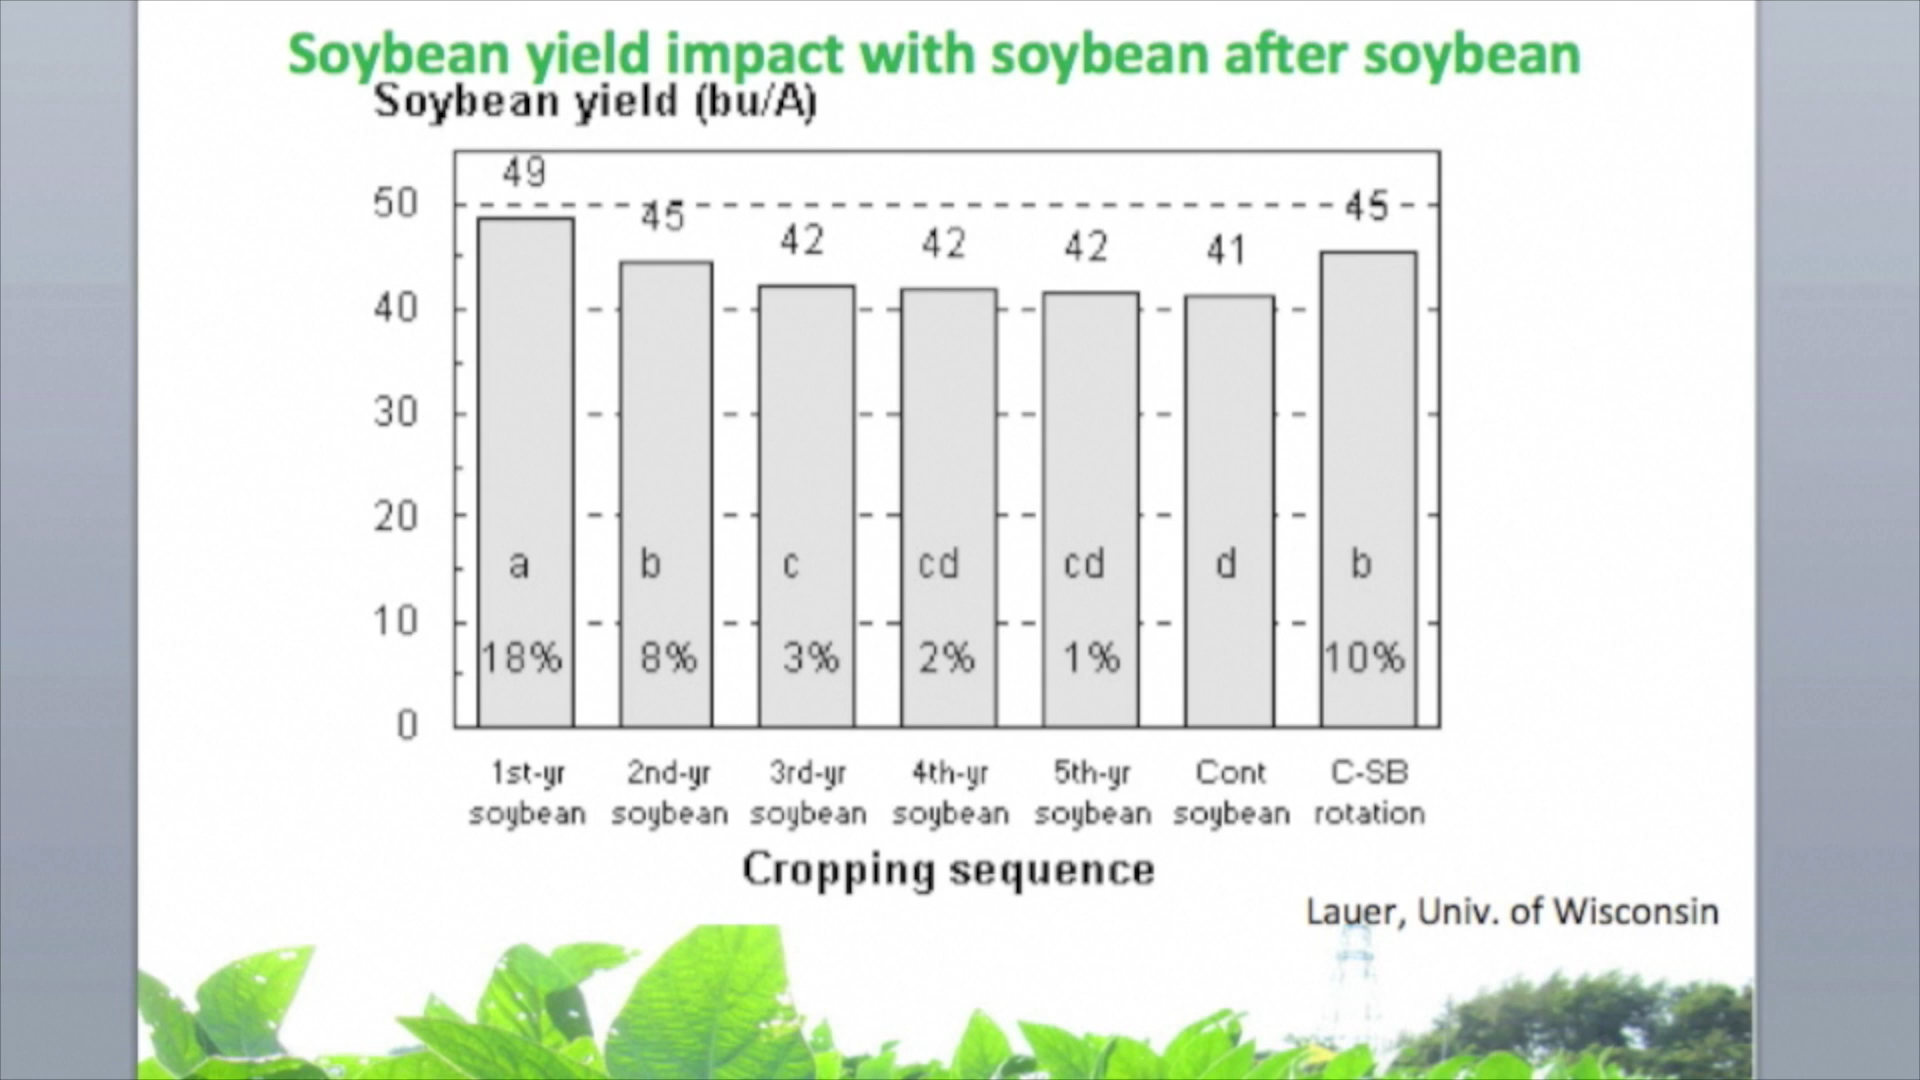 Soybean yield impact with soybean after soybean
Soybean yield (bu/A)
49
50
45
45
42
42
42
41
40
30
20
a b c cd cd d b
10
18% 8% 3% 2% 1% 10%
0
1st-yr soybean
2nd-yr soybean
3rd-yr soybean
4th-yr soybean
5th-yr soybean
Cont soybean
C-SB rotation
Cropping sequence
Lauer, Univ. of Wisconsin